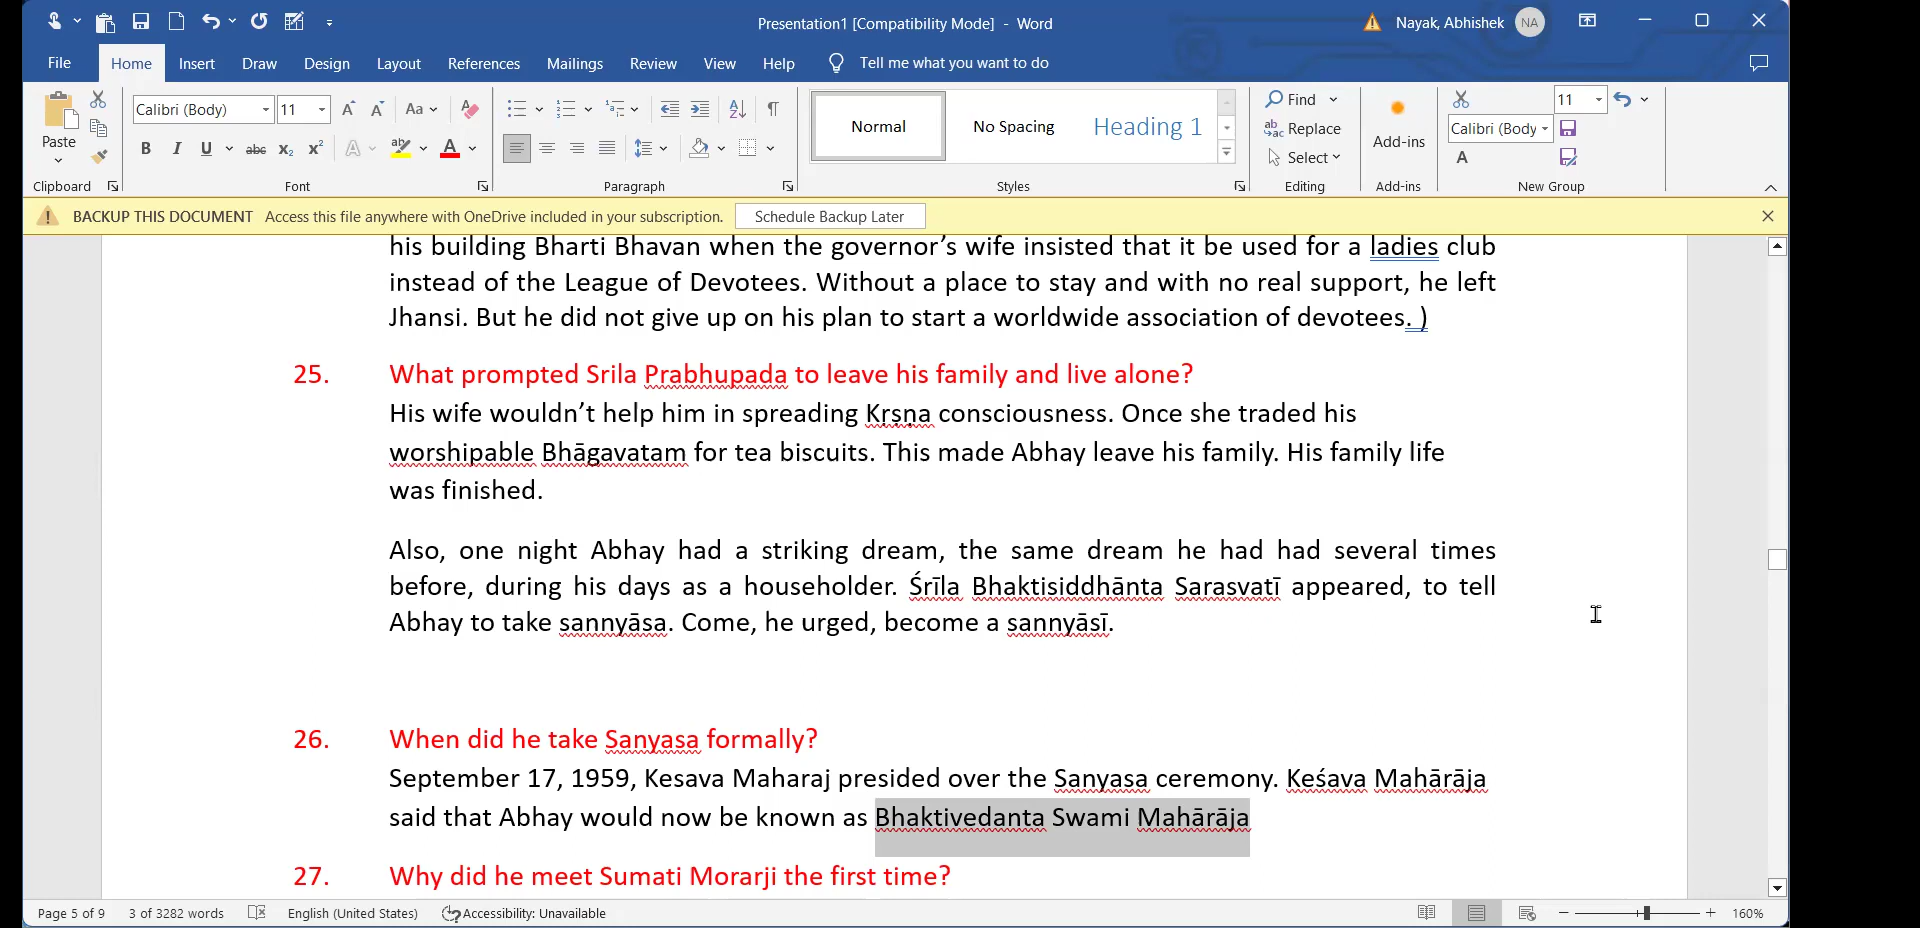 Presentation1 [Compatibility Mode] - Word
Nayak, Abhishek NA
File Home Insert Draw Design Layout References Mailings Review View Help Tell me what you want to do
Calibri (Body) 11 Aa
Find 11
Normal No Spacing Heading 1
Paste Replace Add-ins Calibri (Body
B I U abc x₂ x² A A Select A
Clipboard Font Paragraph Styles Editing Add-ins New Group
BACKUP THIS DOCUMENT Access this file anywhere with OneDrive included in your subscription. Schedule Backup Later
his building Bharti Bhavan when the governor’s wife insisted that it be used for a ladies club
instead of the League of Devotees. Without a place to stay and with no real support, he left
Jhansi. But he did not give up on his plan to start a worldwide association of devotees. )
25. What prompted Srila Prabhupada to leave his family and live alone?
His wife wouldn’t help him in spreading Kṛṣṇa consciousness. Once she traded his
worshipable Bhāgavatam for tea biscuits. This made Abhay leave his family. His family life
was finished.
Also, one night Abhay had a striking dream, the same dream he had had several times
before, during his days as a householder. Śrīla Bhaktisiddhānta Sarasvatī appeared, to tell
Abhay to take sannyāsa. Come, he urged, become a sannyāsī.
26. When did he take Sanyasa formally?
September 17, 1959, Kesava Maharaj presided over the Sanyasa ceremony. Keśava Mahārāja
said that Abhay would now be known as Bhaktivedanta Swami Mahārāja
27. Why did he meet Sumati Morarji the first time?
Page 5 of 9 3 of 3282 words English (United States) Accessibility: Unavailable 160%